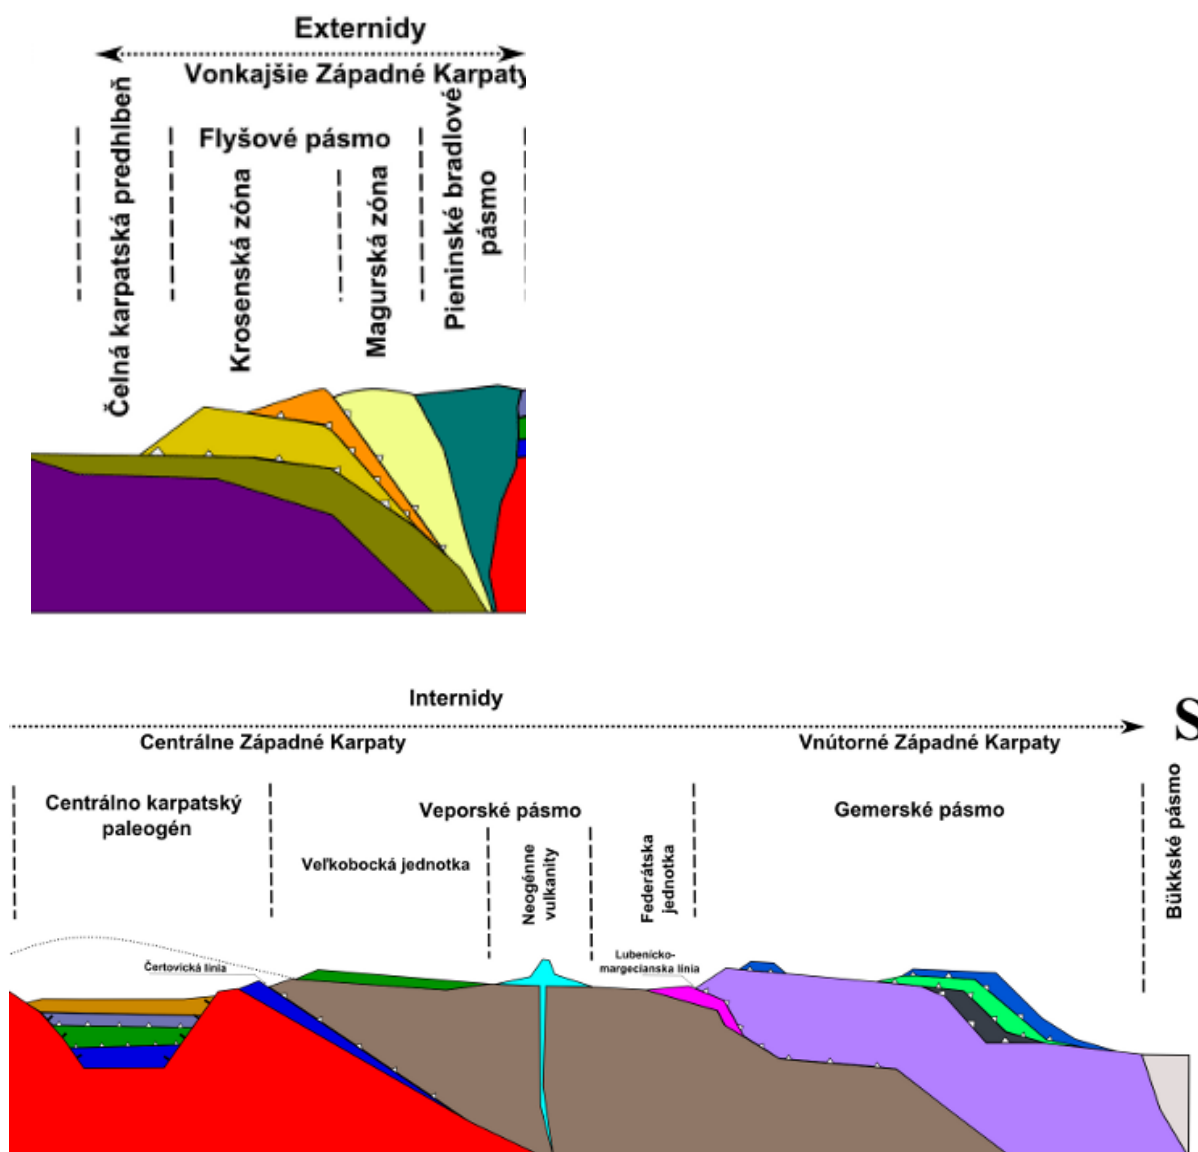 Externidy
Vonkajšie Západné Karpaty
Čelná karpatská predhlbeň
Flyšové pásmo
Krosenská zóna
Magurská zóna
Pieninské bradlové
pásmo
Internidy
S
Centrálne Západné Karpaty
Vnútorné Západné Karpaty
Centrálno karpatský
paleogén
Veporské pásmo
Gemerské pásmo
Bükkské pásmo
Veľkobocká jednotka
Neogénne
vulkanity
Federátska
jednotka
Čertovická línia
Lubenícko-
margecianska línia